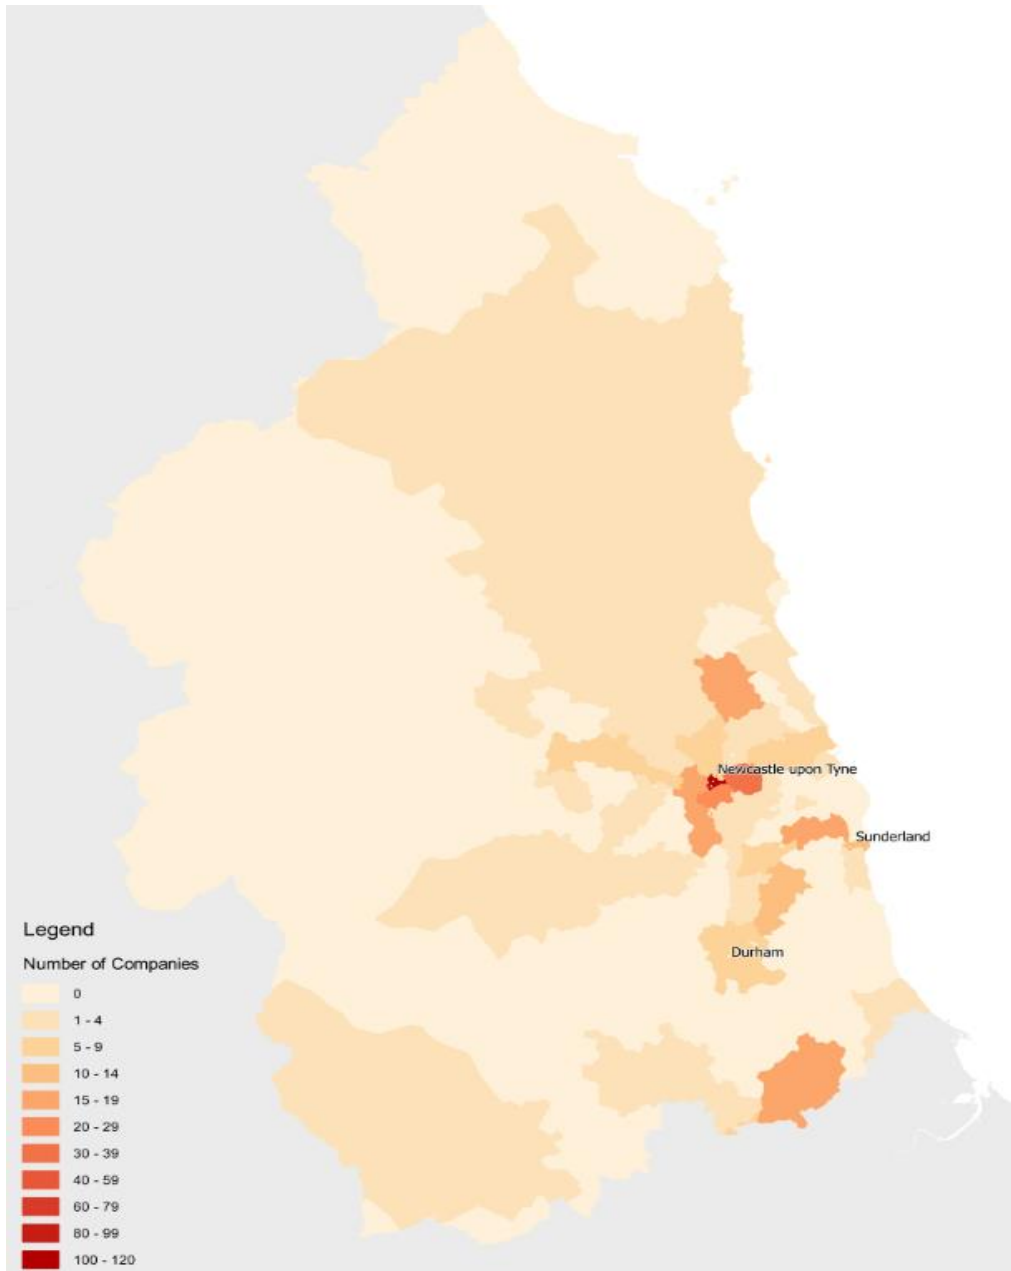 Newcastle upon Tyne
Sunderland
Durham
Legend
Number of Companies
0
1 - 4
5 - 9
10 - 14
15 - 19
20 - 29
30 - 39
40 - 59
60 - 79
80 - 99
100 - 120